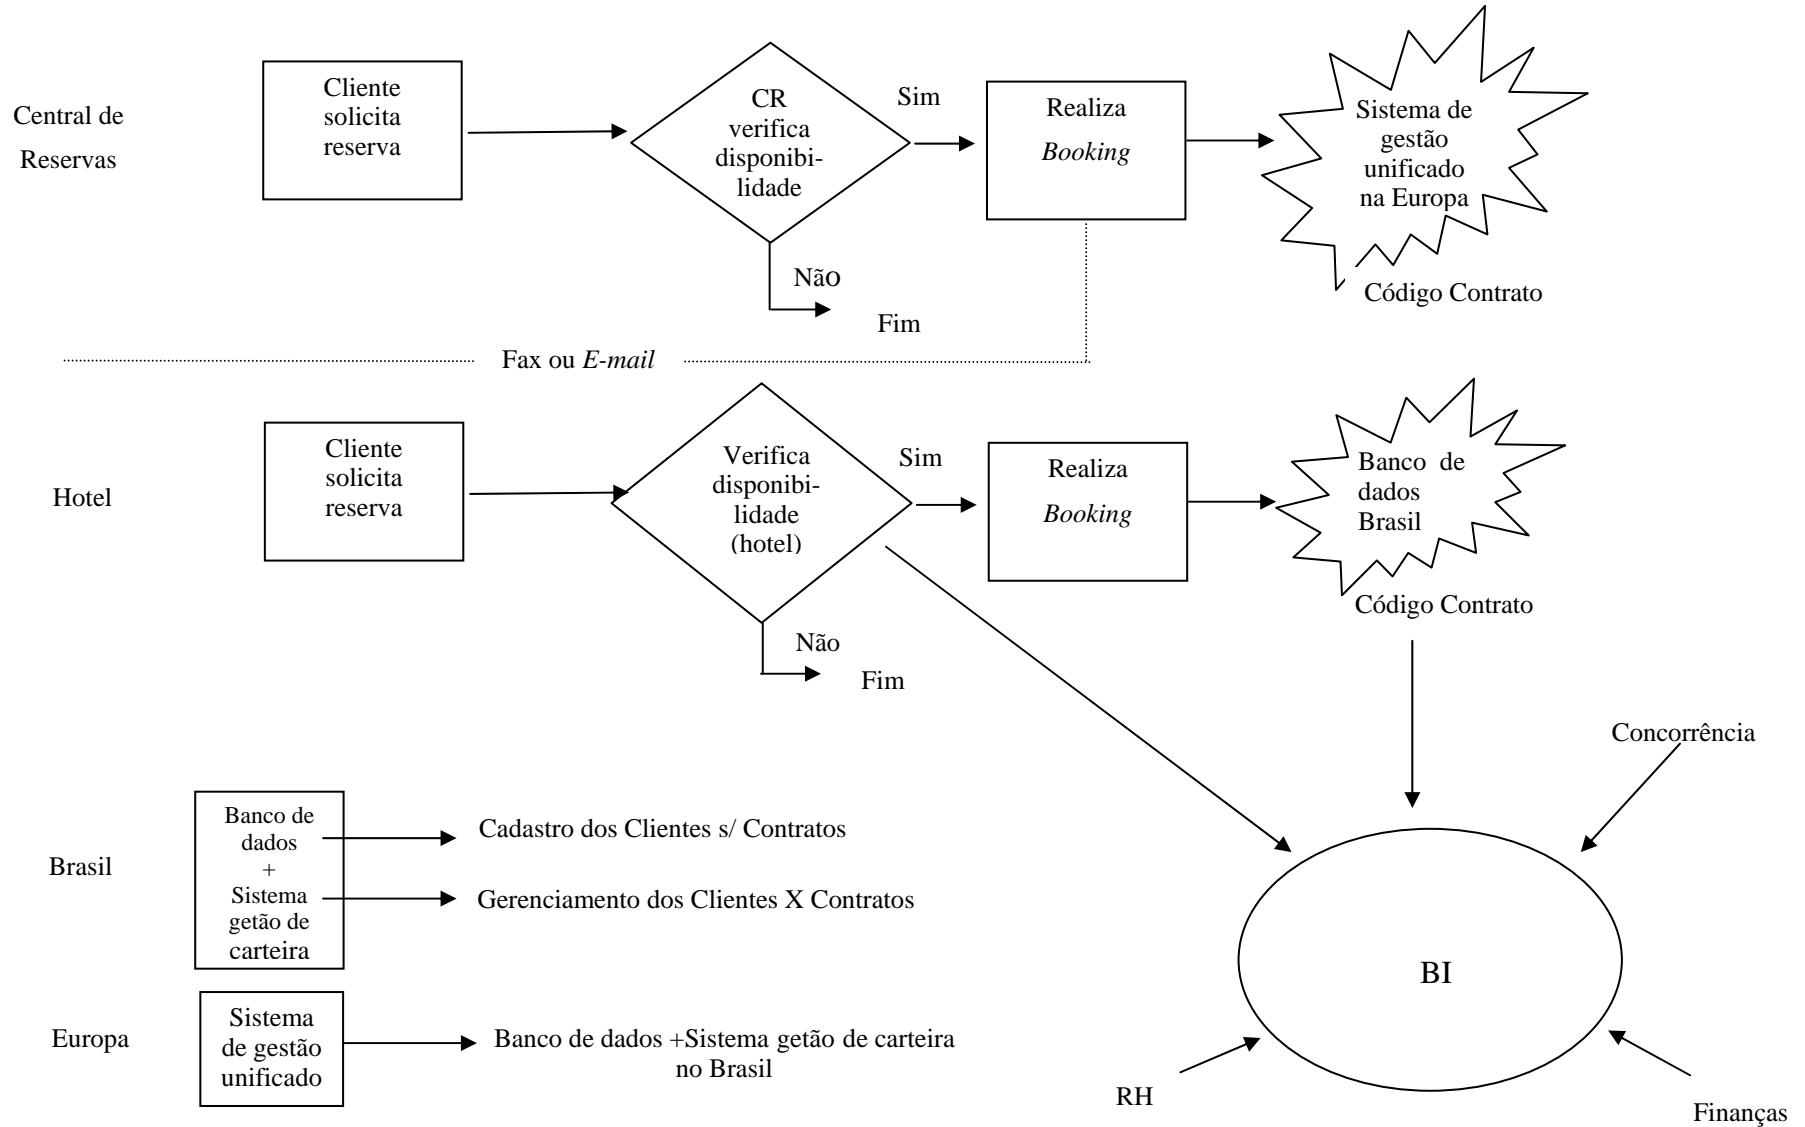 Central de
Reservas
Cliente
solicita
reserva
CR
verifica
disponibi-
lidade
Sim
Realiza
Booking
Sistema de
gestão
unificado
na Europa
Código Contrato
Não
Fim
Fax ou E-mail
Hotel
Cliente
solicita
reserva
Verifica
disponibi-
lidade
(hotel)
Sim
Realiza
Booking
Banco de
dados
Brasil
Código Contrato
Não
Fim
Concorrência
Brasil
Banco de
dados
+
Sistema
getão de
carteira
Cadastro dos Clientes s/ Contratos
Gerenciamento dos Clientes X Contratos
BI
Europa
Sistema
de gestão
unificado
Banco de dados +Sistema getão de carteira
no Brasil
RH
Finanças